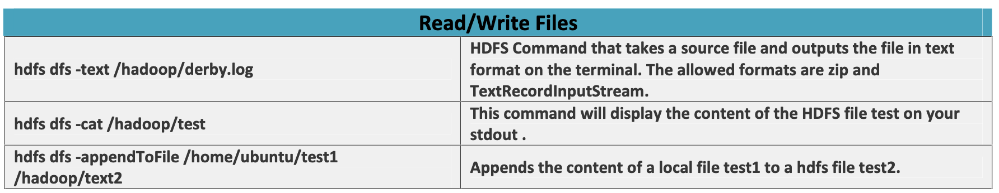 Read/Write Files
hdfs dfs -text /hadoop/derby.log
HDFS Command that takes a source file and outputs the file in text
format on the terminal. The allowed formats are zip and
TextRecordInputStream.
hdfs dfs -cat /hadoop/test
This command will display the content of the HDFS file test on your
stdout .
hdfs dfs -appendToFile /home/ubuntu/test1
/hadoop/text2
Appends the content of a local file test1 to a hdfs file test2.